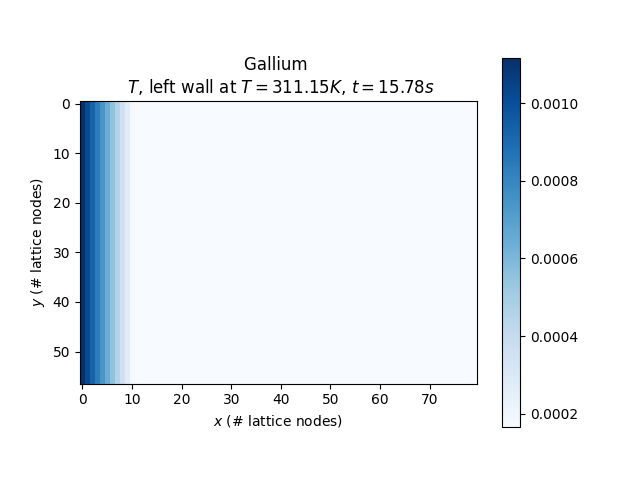 Gallium
T, left wall at T = 311.15K, t = 15.78s
0
10
20
30
40
50
y (# lattice nodes)
0 10 20 30 40 50 60 70
x (# lattice nodes)
0.0010
0.0008
0.0006
0.0004
0.0002